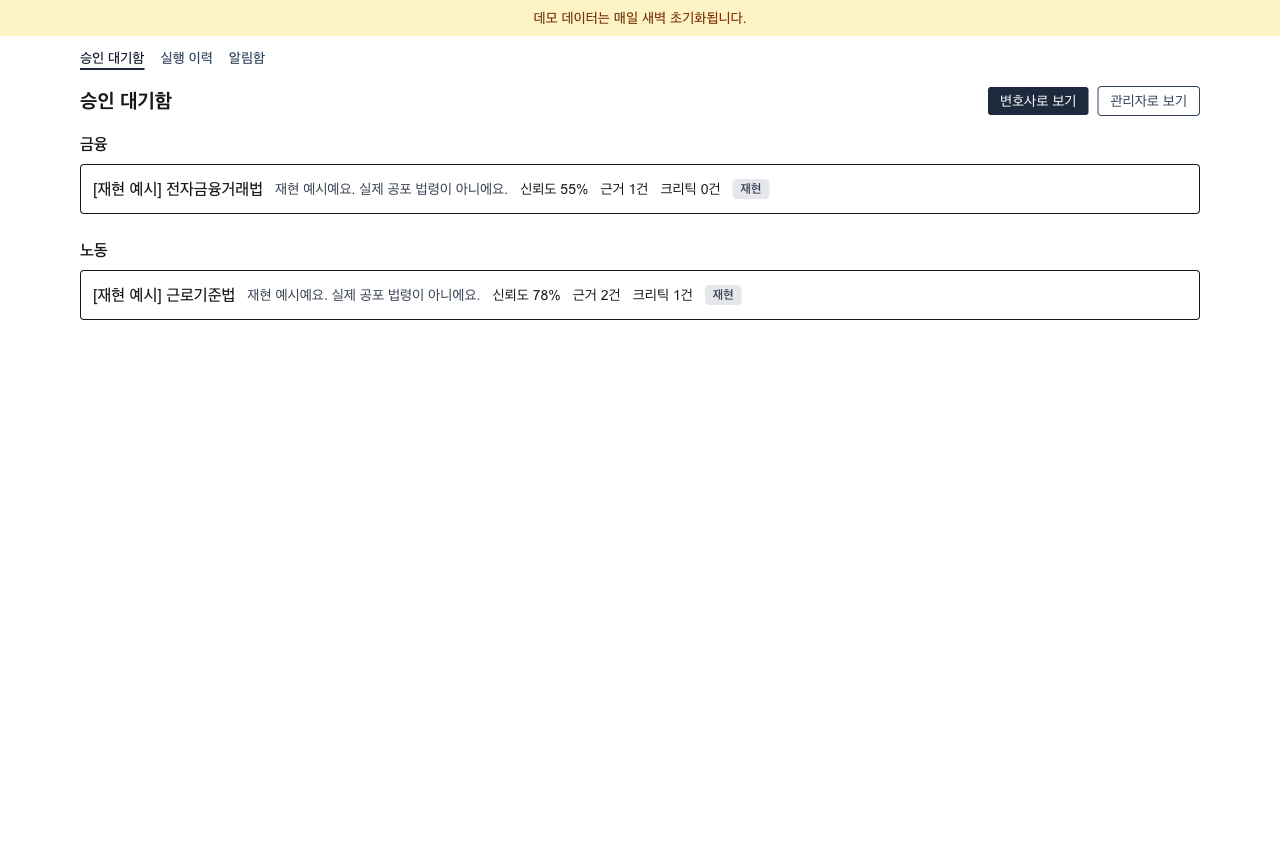 데모 데이터는 매일 새벽 초기화됩니다.
승인 대기함 실행 이력 알림함
승인 대기함 변호사로 보기 관리자로 보기
금융
[재현 예시] 전자금융거래법 재현 예시예요. 실제 공포 법령이 아니에요. 신뢰도 55% 근거 1건 크리틱 0건 재현
노동
[재현 예시] 근로기준법 재현 예시예요. 실제 공포 법령이 아니에요. 신뢰도 78% 근거 2건 크리틱 1건 재현